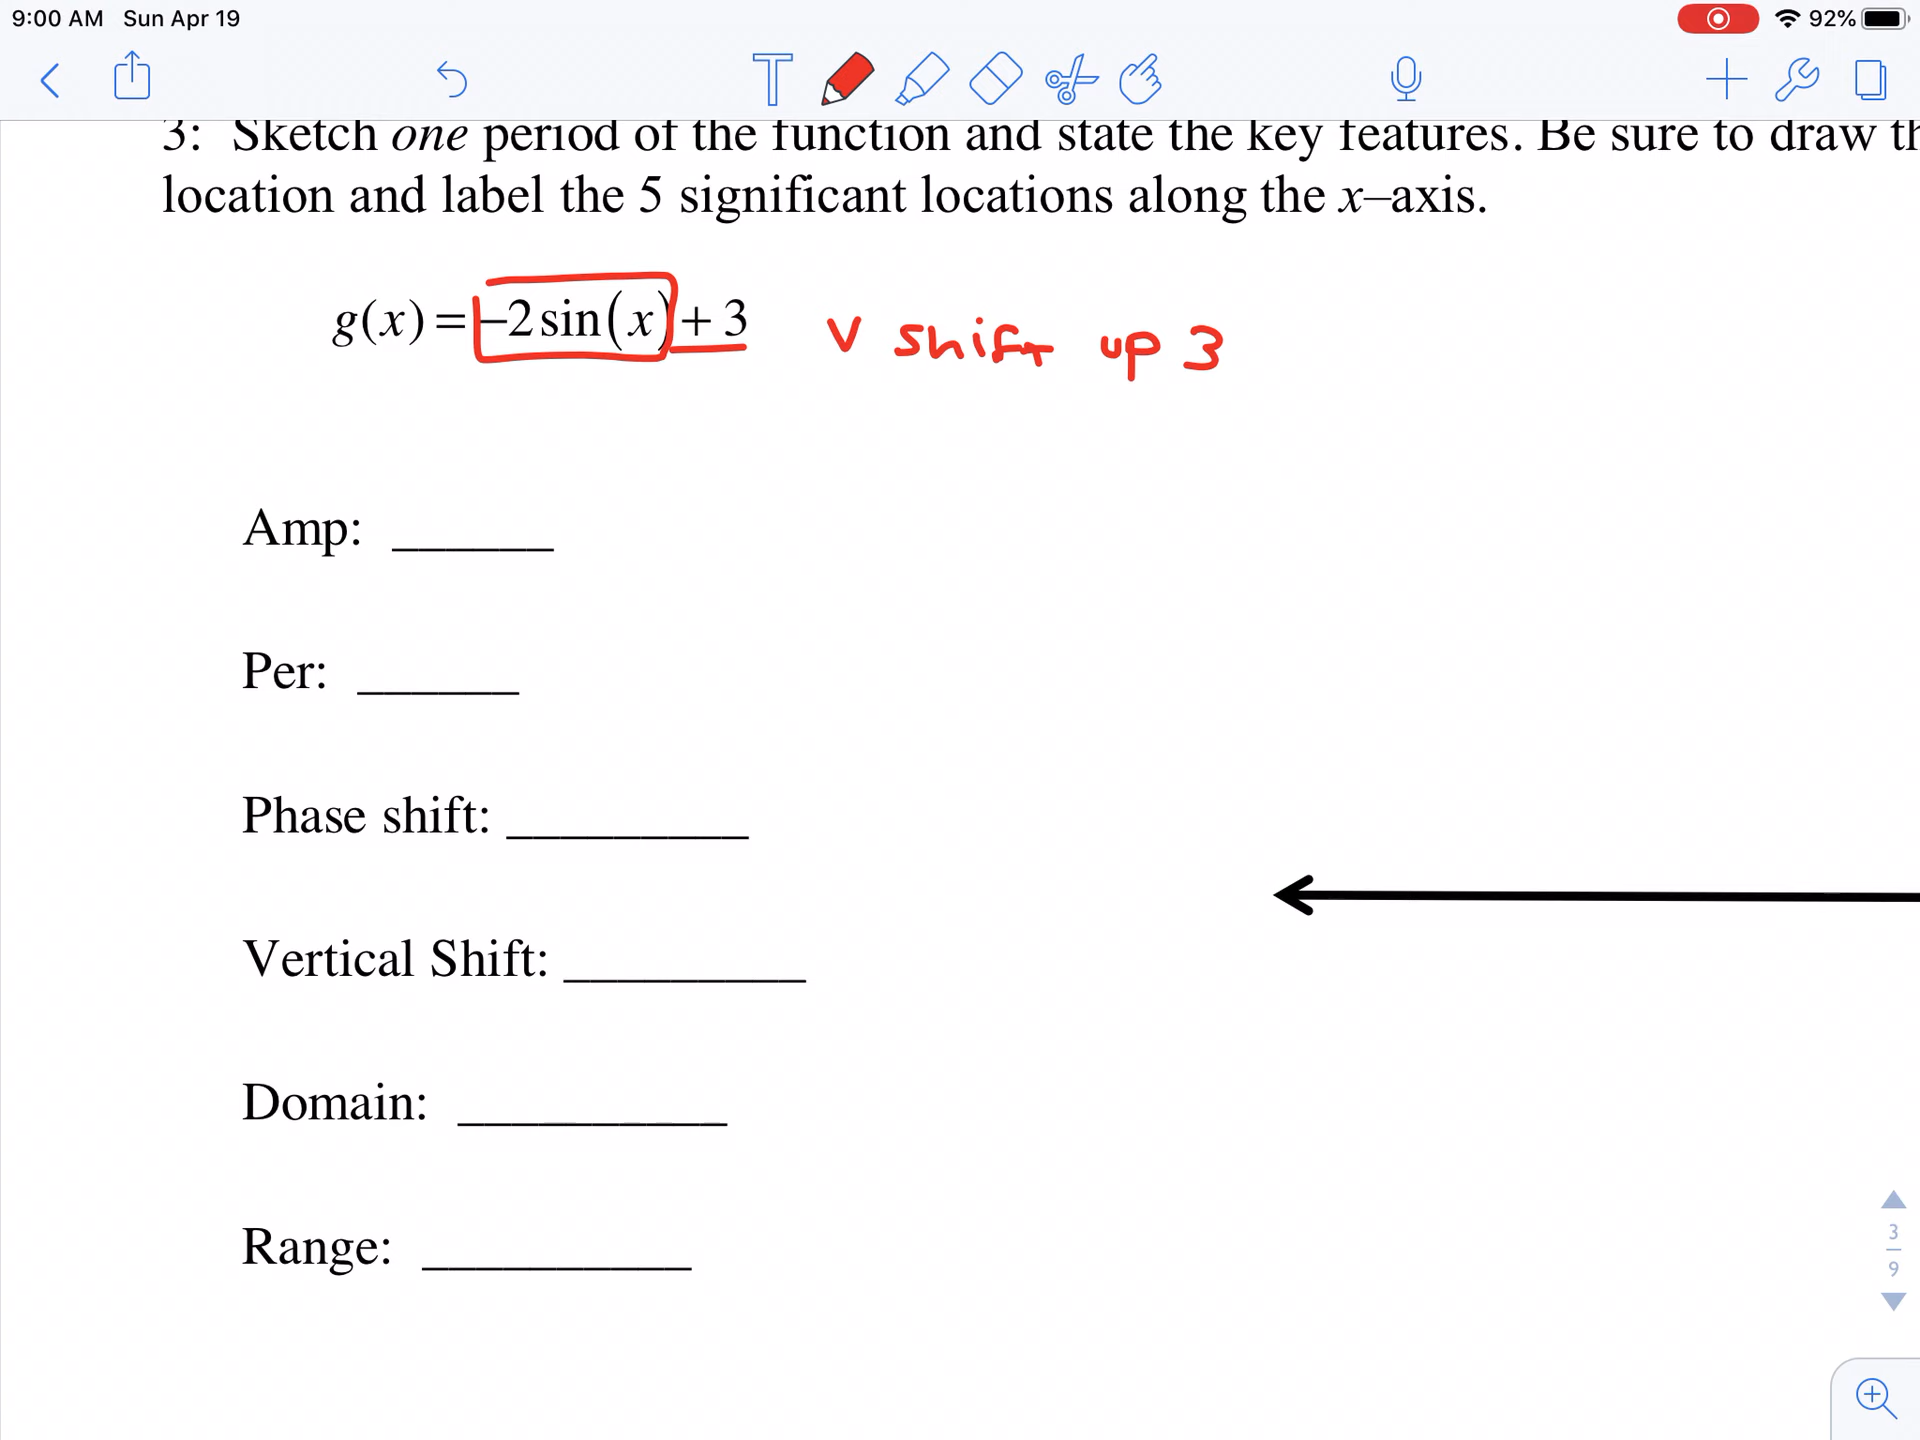 9:00 AM Sun Apr 19 92%
T
3: Sketch one period of the function and state the key features. Be sure to draw th
location and label the 5 significant locations along the x–axis.
g(x) = –2 sin(x) + 3 v shift up 3
Amp: ______
Per: ______
Phase shift: _________
Vertical Shift: _________
Domain: __________
Range: __________
3
9